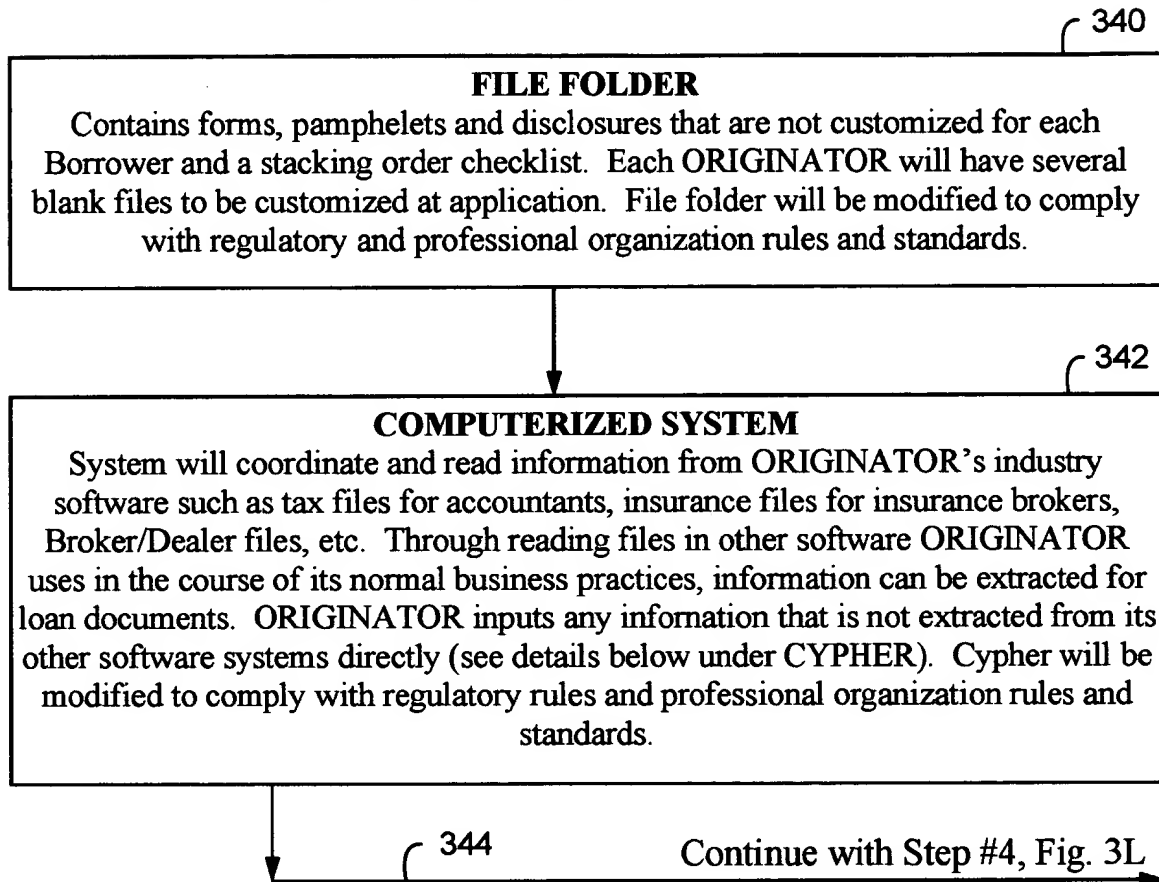 340
FILE FOLDER
Contains forms, pamphelets and disclosures that are not customized for each
Borrower and a stacking order checklist. Each ORIGINATOR will have several
blank files to be customized at application. File folder will be modified to comply
with regulatory and professional organization rules and standards.
342
COMPUTERIZED SYSTEM
System will coordinate and read information from ORIGINATOR's industry
software such as tax files for accountants, insurance files for insurance brokers,
Broker/Dealer files, etc. Through reading files in other software ORIGINATOR
uses in the course of its normal business practices, information can be extracted for
loan documents. ORIGINATOR inputs any infomation that is not extracted from its
other software systems directly (see details below under CYPHER). Cypher will be
modified to comply with regulatory rules and professional organization rules and
standards.
344
Continue with Step #4, Fig. 3L